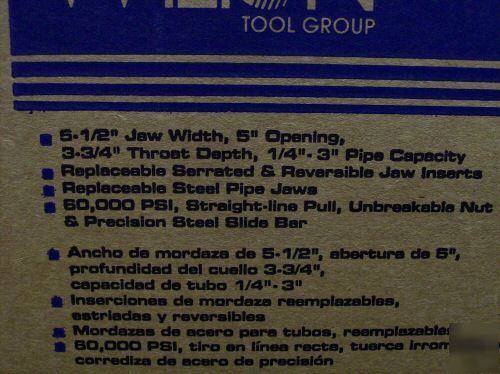 TOOL GROUP
5-1/2" Jaw Width, 5" Opening,
3-3/4" Throat Depth, 1/4"- 3" Pipe Capacity
Replaceable Serrated & Reversible Jaw Inserts
Replaceable Steel Pipe Jaws
60,000 PSI, Straight-line Pull, Unbreakable Nut
& Precision Steel Slide Bar
Ancho de mordaza de 5-1/2", abertura de 5",
profundidad del cuello 3-3/4",
capacidad de tubo 1/4"- 3"
Inserciones de mordaza reemplazables,
estriadas y reversibles
Mordazas de acero para tubos, reemplazables
60,000 PSI, tiro en línea recta, tuerca
corrediza de acero de precisión